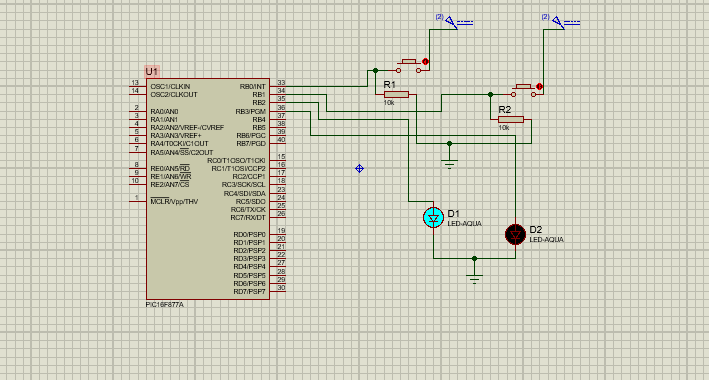 (2)
(2)
U1
13 OSC1/CLKIN RB0/INT 33
14 OSC2/CLKOUT RB1 34
RB2 35
2 RA0/AN0 RB3/PGM 36
3 RA1/AN1 RB4 37
4 RA2/AN2/VREF-/CVREF RB5 38
5 RA3/AN3/VREF+ RB6/PGC 39
6 RA4/T0CKI/C1OUT RB7/PGD 40
7 RA5/AN4/SS/C2OUT
RC0/T1OSO/T1CKI 15
8 RE0/AN5/RD RC1/T1OSI/CCP2 16
9 RE1/AN6/WR RC2/CCP1 17
10 RE2/AN7/CS RC3/SCK/SCL 18
RC4/SDI/SDA 23
1 MCLR/Vpp/THV RC5/SDO 24
RC6/TX/CK 25
RC7/RX/DT 26
RD0/PSP0 19
RD1/PSP1 20
RD2/PSP2 21
RD3/PSP3 22
RD4/PSP4 27
RD5/PSP5 28
RD6/PSP6 29
RD7/PSP7 30
PIC16F877A
R1
10k
R2
10k
D1
LED-AQUA
D2
LED-AQUA